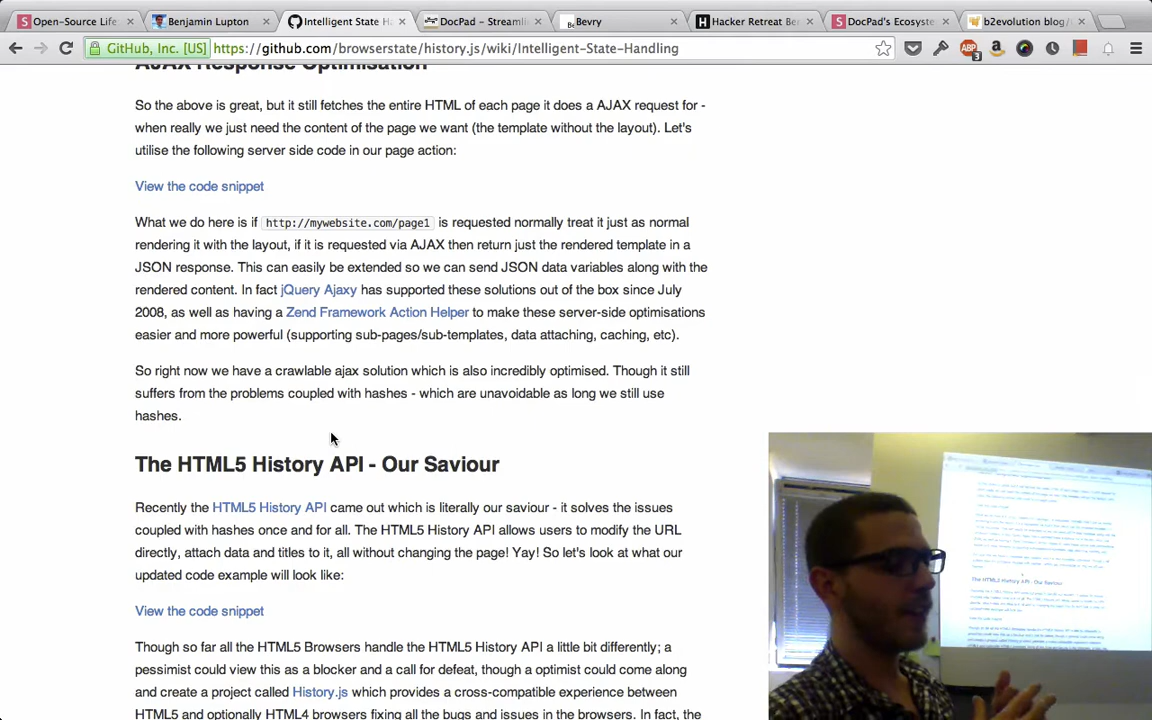 Open-Source Life:
Benjamin Lupton
Intelligent State H
DocPad – Streamlin
Bevry
Hacker Retreat Be
DocPad's Ecosyste
b2evolution blog/
GitHub, Inc. [US]
https://github.com/browserstate/history.js/wiki/Intelligent-State-Handling
ABP
3
AJAX Response Optimisation
So the above is great, but it still fetches the entire HTML of each page it does a AJAX request for -
when really we just need the content of the page we want (the template without the layout). Let's
utilise the following server side code in our page action:
View the code snippet
What we do here is if http://mywebsite.com/page1 is requested normally treat it just as normal
rendering it with the layout, if it is requested via AJAX then return just the rendered template in a
JSON response. This can easily be extended so we can send JSON data variables along with the
rendered content. In fact jQuery Ajaxy has supported these solutions out of the box since July
2008, as well as having a Zend Framework Action Helper to make these server-side optimisations
easier and more powerful (supporting sub-pages/sub-templates, data attaching, caching, etc).
So right now we have a crawlable ajax solution which is also incredibly optimised. Though it still
suffers from the problems coupled with hashes - which are unavoidable as long we still use
hashes.
The HTML5 History API - Our Saviour
Recently the HTML5 History API came out which is literally our saviour - it solves the issues
coupled with hashes once and for all. The HTML5 History API allows users to modify the URL
directly, attach data and titles to it, all without changing the page! Yay! So let's look at what our
updated code example will look like:
View the code snippet
Though so far all the HTML5 Browsers handle the HTML5 History API a little bit differently; a
pessimist could view this as a blocker and a call for defeat, though a optimist could come along
and create a project called History.js which provides a cross-compatible experience between
HTML5 and optionally HTML4 browsers fixing all the bugs and issues in the browsers. In fact, the
The HTML5 History API - Our Saviour